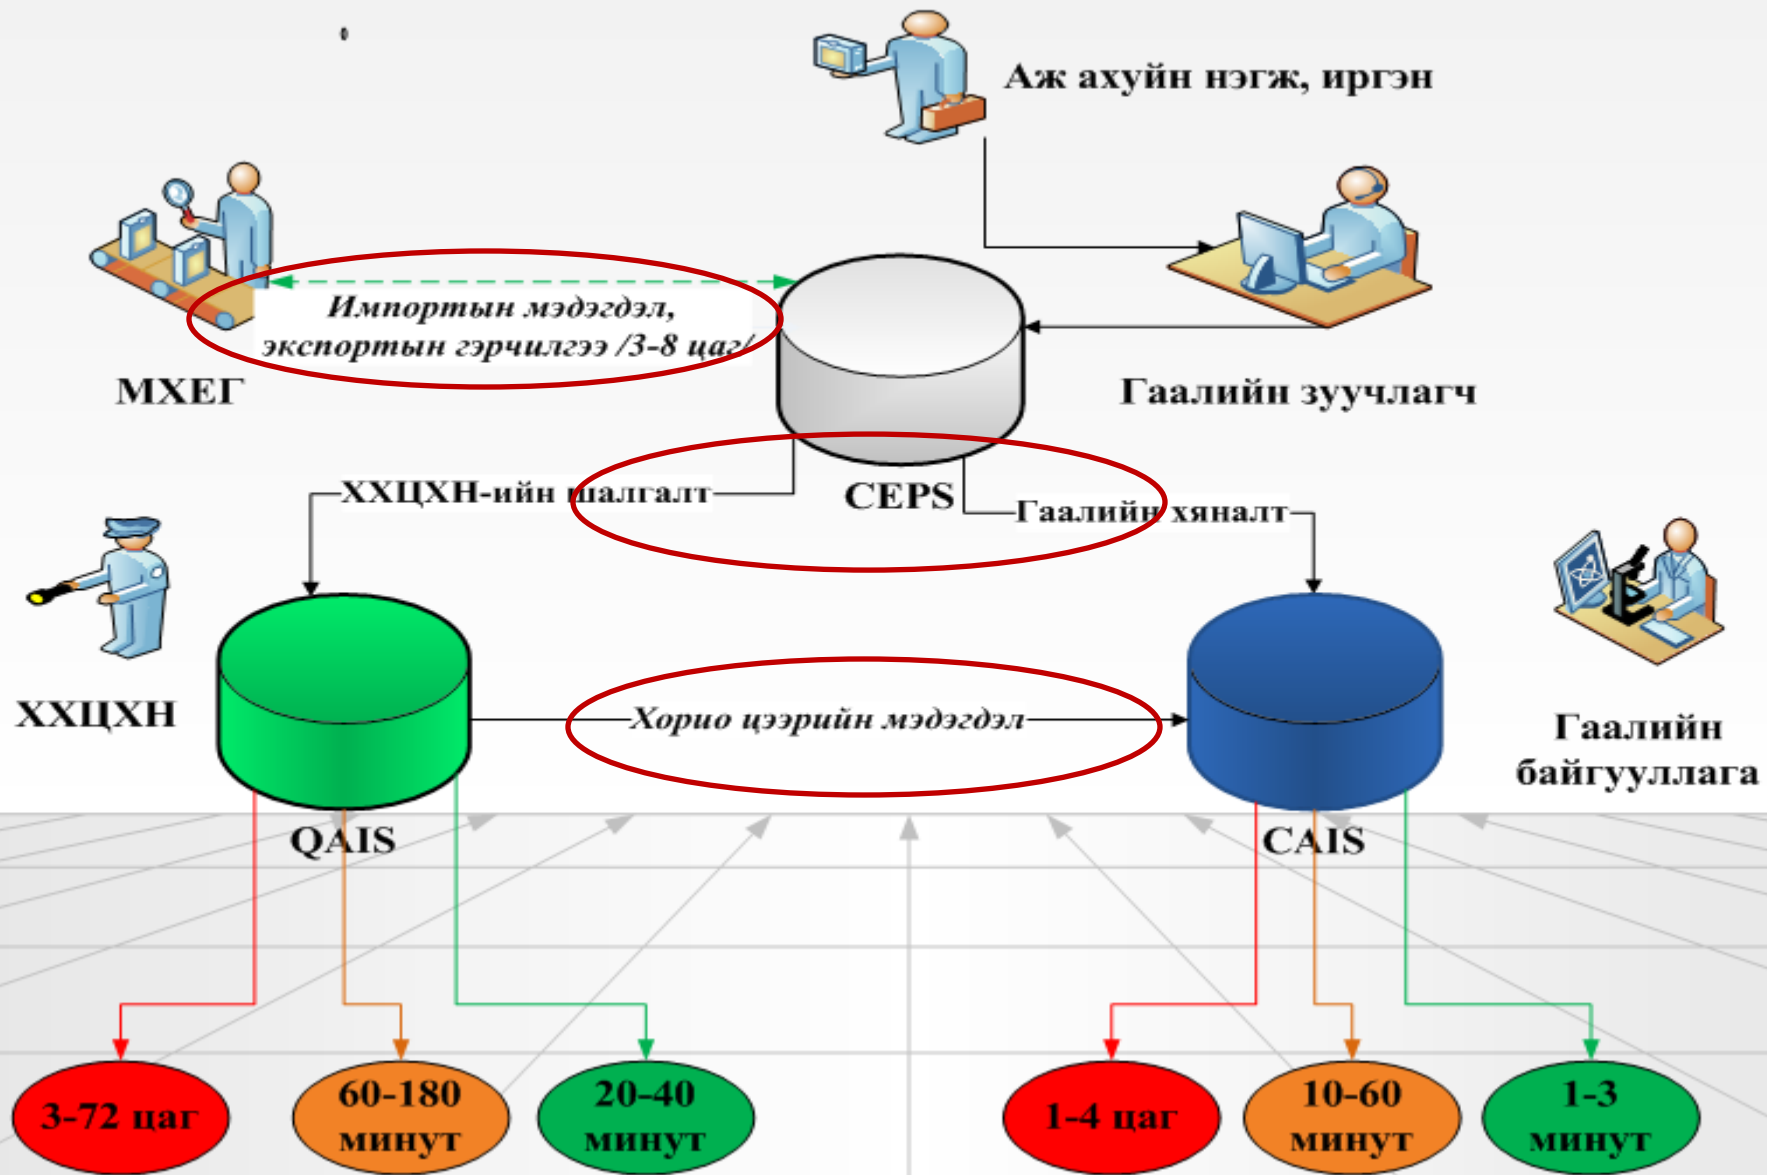 Аж ахуйн нэгж, иргэн
Импортын мэдэгдэл,
экспортын гэрчилгээ /3-8 цаг/
МХЕГ
Гаалийн зуучлагч
ХХЦХН-ийн шалгалт
CEPS
Гаалийн хяналт
ХХЦХН
Хорио цээрийн мэдэгдэл
Гаалийн
байгууллага
QAIS
CAIS
3-72 цаг
60-180
минут
20-40
минут
1-4 цаг
10-60
минут
1-3
минут